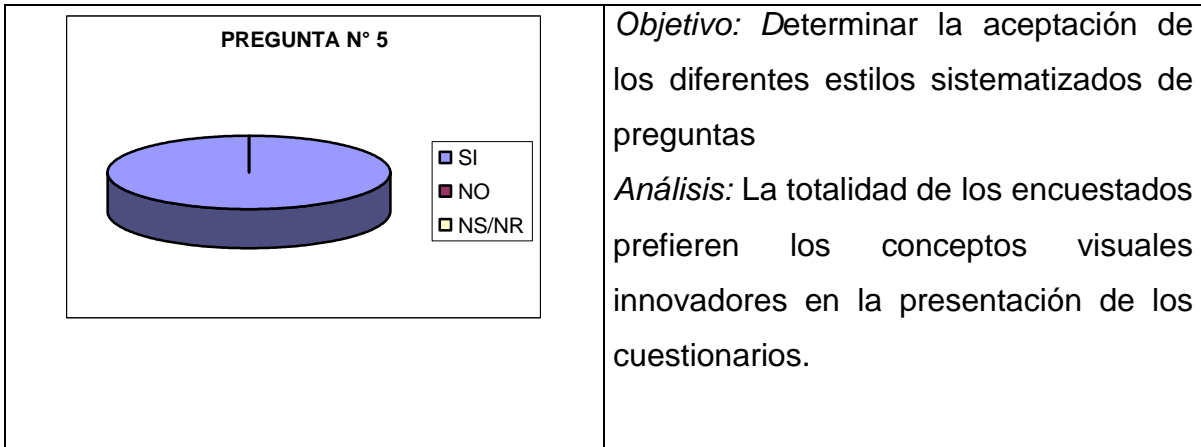 PREGUNTA N° 5
SI
NO
NS/NR
Objetivo: Determinar la aceptación de
los diferentes estilos sistematizados de
preguntas
Análisis: La totalidad de los encuestados
prefieren los conceptos visuales
innovadores en la presentación de los
cuestionarios.